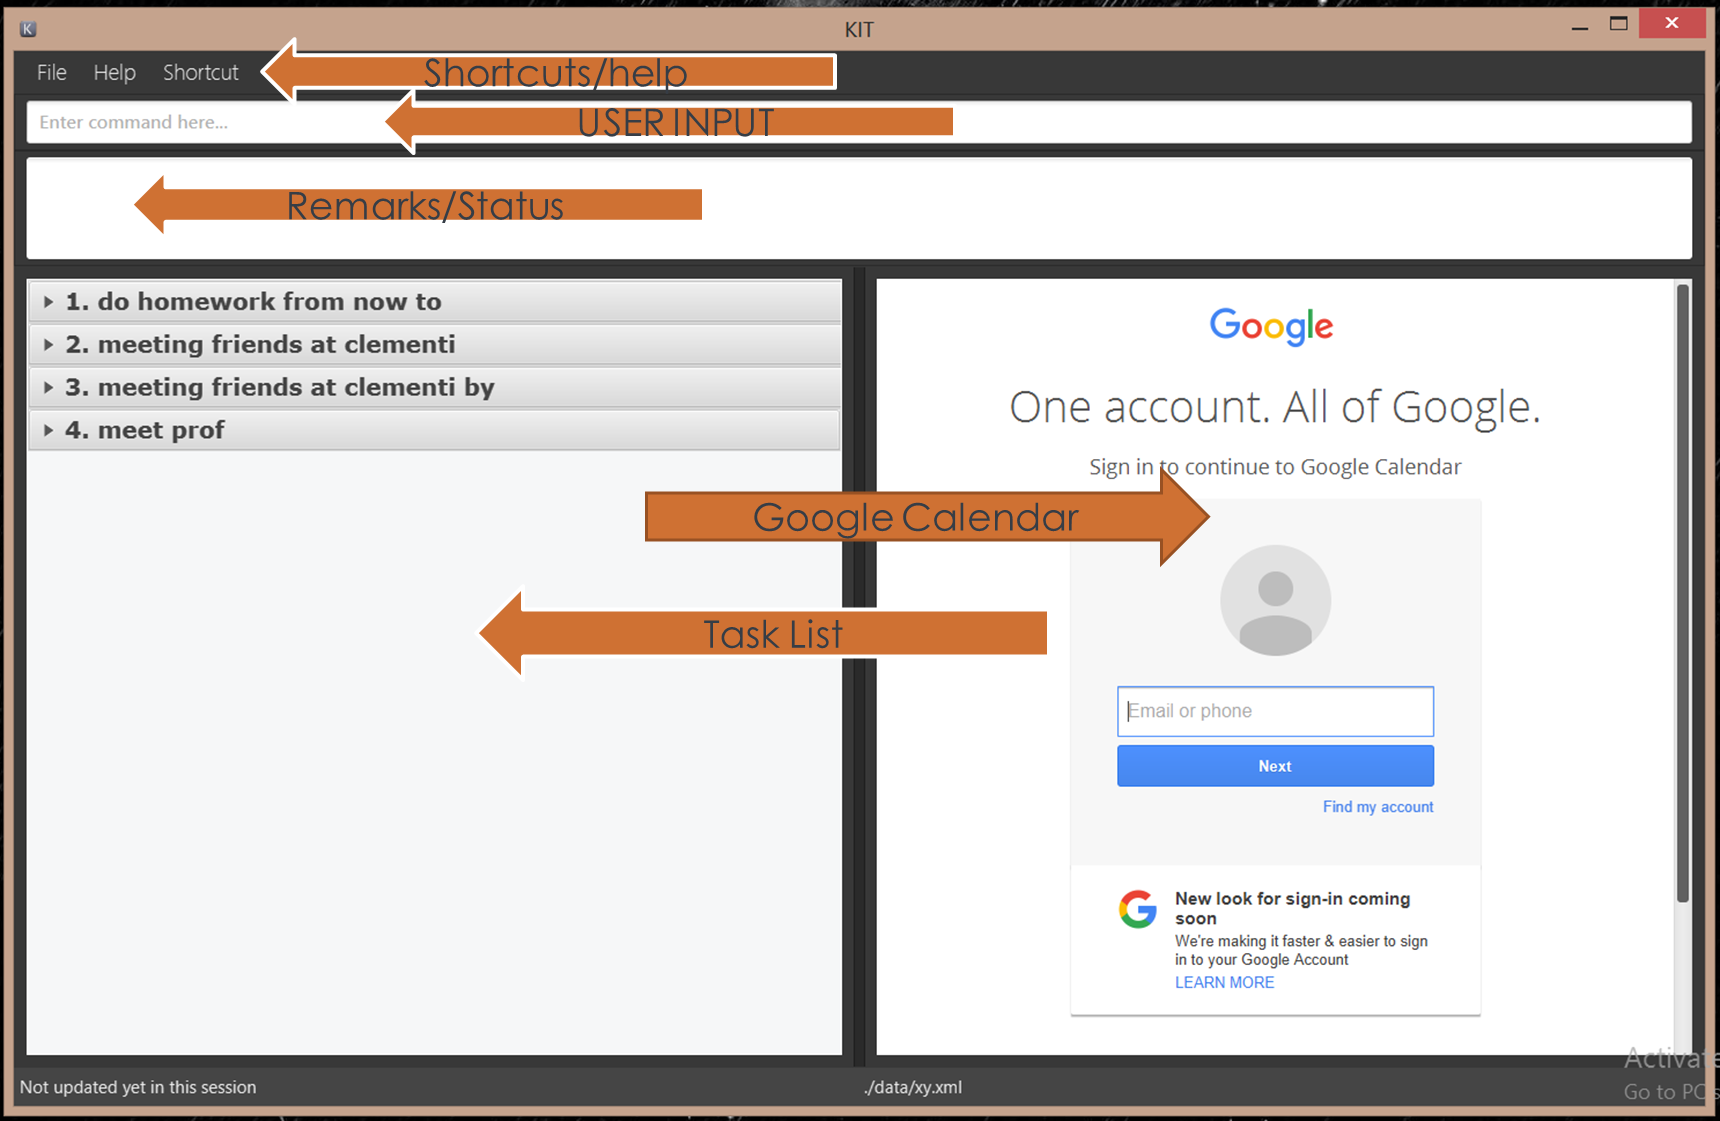 K
KIT
File Help Shortcut
Shortcuts/help
Enter command here...
USER INPUT
Remarks/Status
1. do homework from now to
2. meeting friends at clementi
3. meeting friends at clementi by
4. meet prof
Google
One account. All of Google.
Sign in to continue to Google Calendar
Google Calendar
Task List
Email or phone
Next
Find my account
G
New look for sign-in coming
soon
We're making it faster & easier to sign
in to your Google Account
LEARN MORE
Activate
Go to PC s
Not updated yet in this session
./data/xy.xml